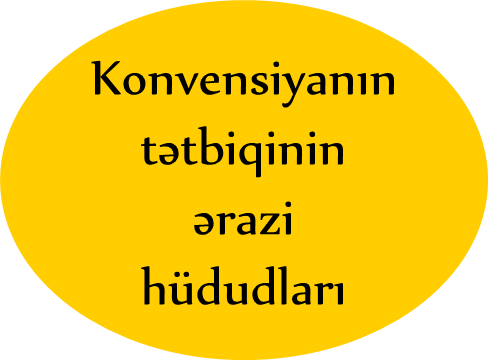 Konvensiyanın
tətbiqinin
ərazi
hüdudları